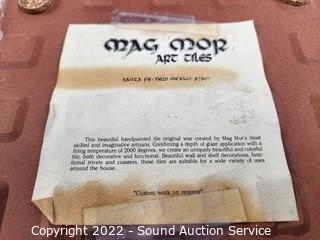 MAG MOR
ART TILES
SANTA FE · NEW MEXICO 87501
This beautiful handpainted tile original was created by Mag Mor's most
skilled and imaginative artisans. Combining a depth of glaze application with a
firing temperature of 2000 degrees, we create an uniquely beautiful and colorful
tile, both decorative and functional. Beautiful wall and shelf decorations, func-
tional trivets and coasters, these tiles are suitable for a wide variety of uses
around the house.
"Custom work on request"
Copyright 2022 - Sound Auction Service